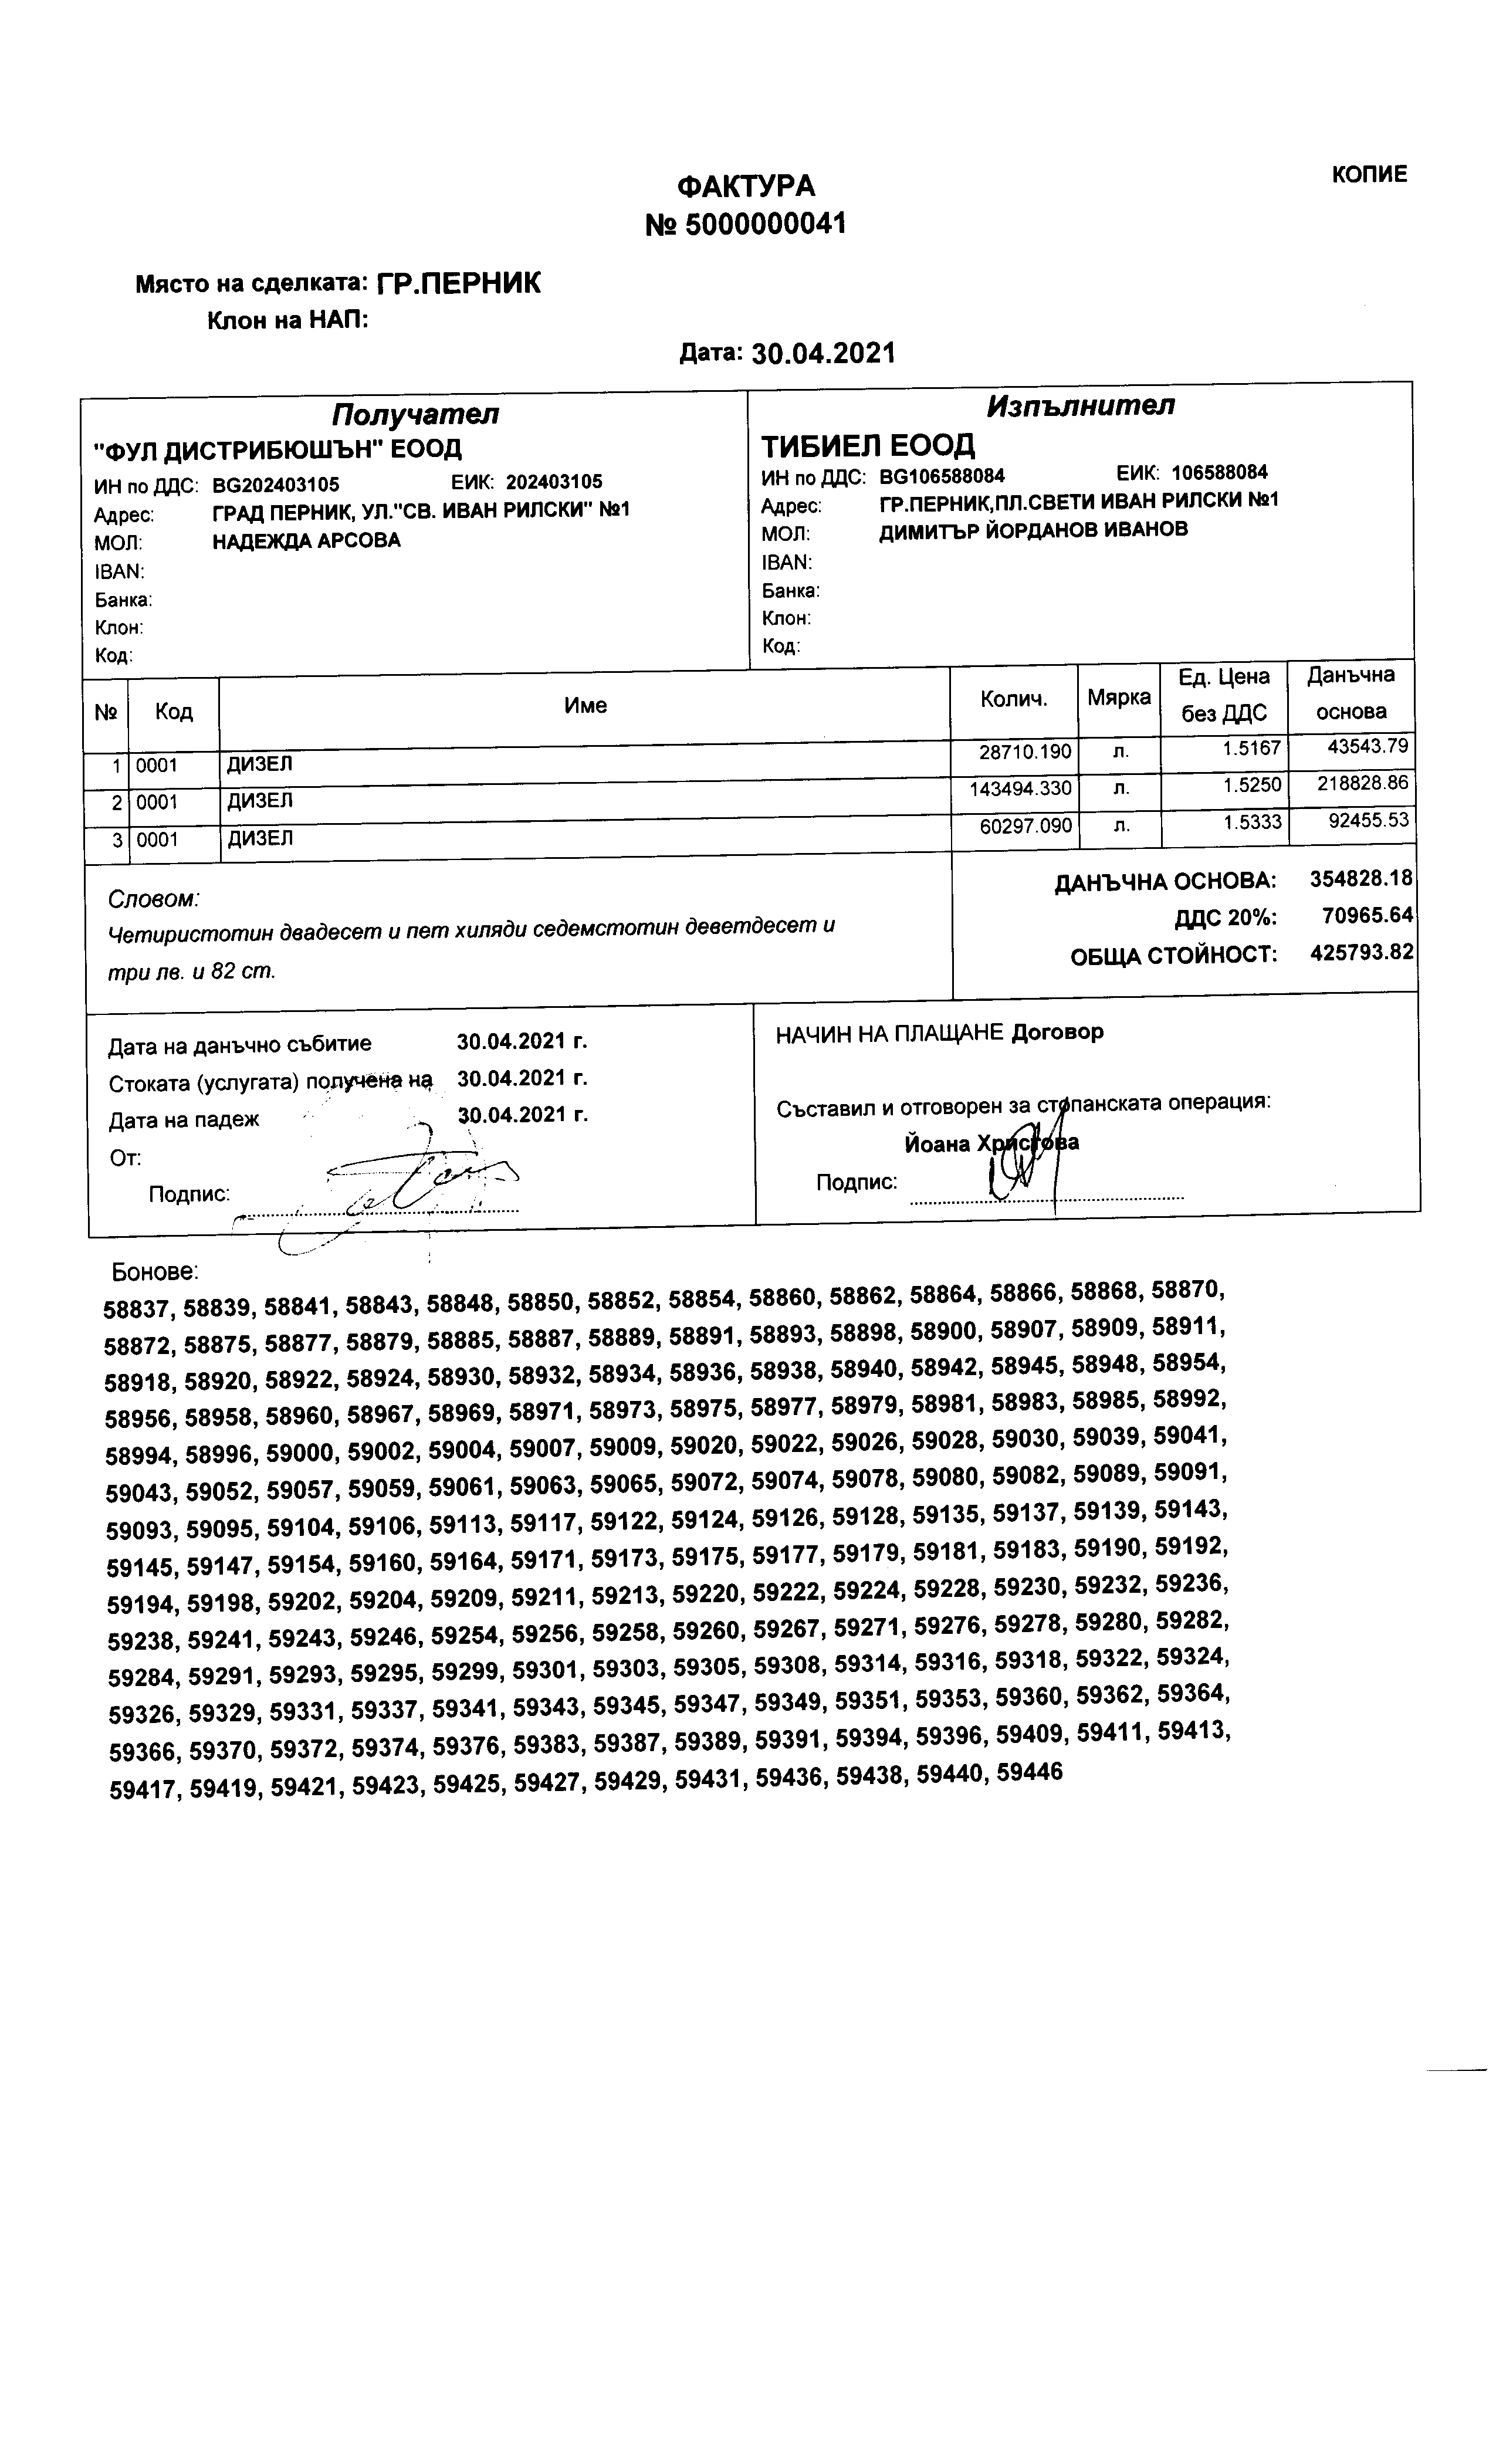 КОПИЕ
ФАКТУРА
№ 5000000041
Място на сделката: ГР.ПЕРНИК
Клон на НАП:
Дата: 30.04.2021
Получател
"ФУЛ ДИСТРИБЮШЪН" ЕООД
ИН по ДДС: BG202403105 ЕИК: 202403105
Адрес: ГРАД ПЕРНИК, УЛ."СВ. ИВАН РИЛСКИ" №1
МОЛ: НАДЕЖДА АРСОВА
IBAN:
Банка:
Клон:
Код:
Изпълнител
ТИБИЕЛ ЕООД
ИН по ДДС: BG106588084 ЕИК: 106588084
Адрес: ГР.ПЕРНИК,ПЛ.СВЕТИ ИВАН РИЛСКИ №1
МОЛ: ДИМИТЪР ЙОРДАНОВ ИВАНОВ
IBAN:
Банка:
Клон:
Код:
№ Код Име Колич. Мярка Ед. Цена без ДДС Данъчна основа
1 0001 ДИЗЕЛ 28710.190 л. 1.5167 43543.79
2 0001 ДИЗЕЛ 143494.330 л. 1.5250 218828.86
3 0001 ДИЗЕЛ 60297.090 л. 1.5333 92455.53
Словом:
Четиристотин двадесет и пет хиляди седемстотин деветдесет и
три лв. и 82 ст.
ДАНЪЧНА ОСНОВА: 354828.18
ДДС 20%: 70965.64
ОБЩА СТОЙНОСТ: 425793.82
Дата на данъчно събитие 30.04.2021 г.
Стоката (услугата) получена на 30.04.2021 г.
Дата на падеж 30.04.2021 г.
От:
Подпис:
НАЧИН НА ПЛАЩАНЕ Договор
Съставил и отговорен за стопанската операция:
Йоана Христова
Подпис:
Бонове:
58837, 58839, 58841, 58843, 58848, 58850, 58852, 58854, 58860, 58862, 58864, 58866, 58868, 58870,
58872, 58875, 58877, 58879, 58885, 58887, 58889, 58891, 58893, 58898, 58900, 58907, 58909, 58911,
58918, 58920, 58922, 58924, 58930, 58932, 58934, 58936, 58938, 58940, 58942, 58945, 58948, 58954,
58956, 58958, 58960, 58967, 58969, 58971, 58973, 58975, 58977, 58979, 58981, 58983, 58985, 58992,
58994, 58996, 59000, 59002, 59004, 59007, 59009, 59020, 59022, 59026, 59028, 59030, 59039, 59041,
59043, 59052, 59057, 59059, 59061, 59063, 59065, 59072, 59074, 59078, 59080, 59082, 59089, 59091,
59093, 59095, 59104, 59106, 59113, 59117, 59122, 59124, 59126, 59128, 59135, 59137, 59139, 59143,
59145, 59147, 59154, 59160, 59164, 59171, 59173, 59175, 59177, 59179, 59181, 59183, 59190, 59192,
59194, 59198, 59202, 59204, 59209, 59211, 59213, 59220, 59222, 59224, 59228, 59230, 59232, 59236,
59238, 59241, 59243, 59246, 59254, 59256, 59258, 59260, 59267, 59271, 59276, 59278, 59280, 59282,
59284, 59291, 59293, 59295, 59299, 59301, 59303, 59305, 59308, 59314, 59316, 59318, 59322, 59324,
59326, 59329, 59331, 59337, 59341, 59343, 59345, 59347, 59349, 59351, 59353, 59360, 59362, 59364,
59366, 59370, 59372, 59374, 59376, 59383, 59387, 59389, 59391, 59394, 59396, 59409, 59411, 59413,
59417, 59419, 59421, 59423, 59425, 59427, 59429, 59431, 59436, 59438, 59440, 59446